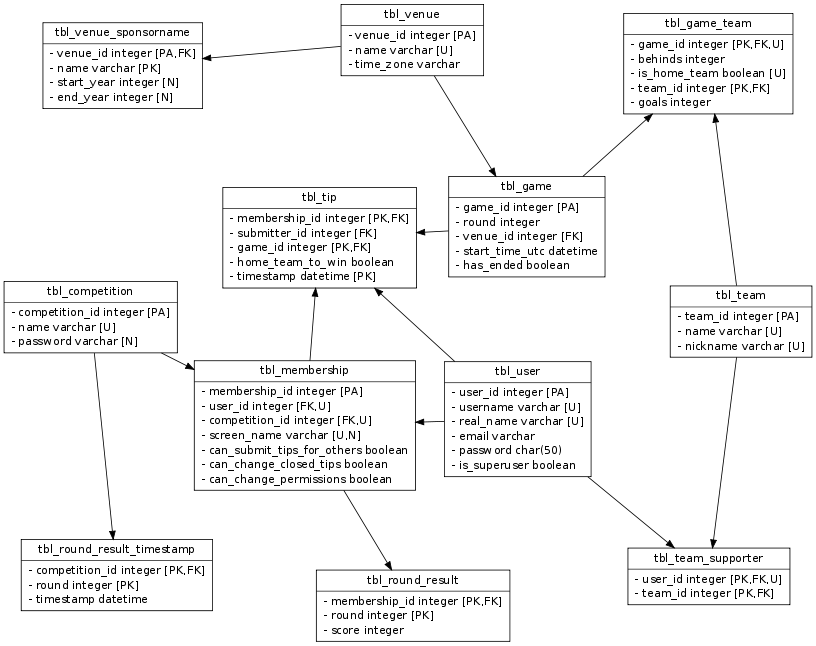 tbl_venue
- venue_id integer [PA]
- name varchar [U]
- time_zone varchar
tbl_venue_sponsorname
- venue_id integer [PA,FK]
- name varchar [PK]
- start_year integer [N]
- end_year integer [N]
tbl_game_team
- game_id integer [PK,FK,U]
- behinds integer
- is_home_team boolean [U]
- team_id integer [PK,FK]
- goals integer
tbl_game
- game_id integer [PA]
- round integer
- venue_id integer [FK]
- start_time_utc datetime
- has_ended boolean
tbl_tip
- membership_id integer [PK,FK]
- submitter_id integer [FK]
- game_id integer [PK,FK]
- home_team_to_win boolean
- timestamp datetime [PK]
tbl_competition
- competition_id integer [PA]
- name varchar [U]
- password varchar [N]
tbl_team
- team_id integer [PA]
- name varchar [U]
- nickname varchar [U]
tbl_membership
- membership_id integer [PA]
- user_id integer [FK,U]
- competition_id integer [FK,U]
- screen_name varchar [U,N]
- can_submit_tips_for_others boolean
- can_change_closed_tips boolean
- can_change_permissions boolean
tbl_user
- user_id integer [PA]
- username varchar [U]
- real_name varchar [U]
- email varchar
- password char(50)
- is_superuser boolean
tbl_round_result_timestamp
- competition_id integer [PK,FK]
- round integer [PK]
- timestamp datetime
tbl_round_result
- membership_id integer [PK,FK]
- round integer [PK]
- score integer
tbl_team_supporter
- user_id integer [PK,FK,U]
- team_id integer [PK,FK]